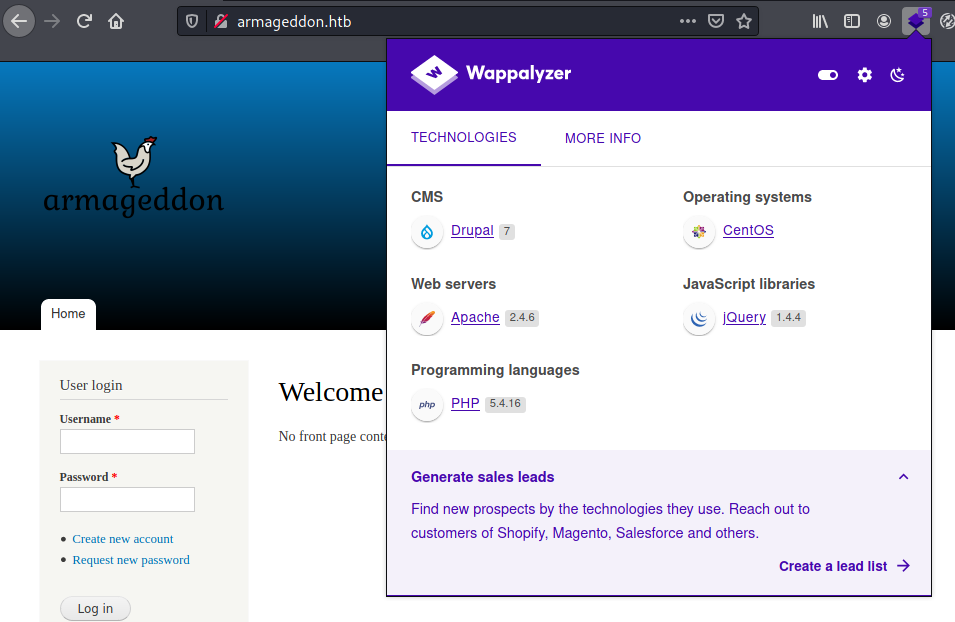 armageddon.htb
5
Wappalyzer
TECHNOLOGIES
MORE INFO
CMS
Drupal 7
Operating systems
CentOS
Web servers
Apache 2.4.6
JavaScript libraries
jQuery 1.4.4
Programming languages
php PHP 5.4.16
Generate sales leads
Find new prospects by the technologies they use. Reach out to
customers of Shopify, Magento, Salesforce and others.
Create a lead list
armageddon
Home
User login
Username *
Password *
Create new account
Request new password
Log in
Welcome
No front page conte